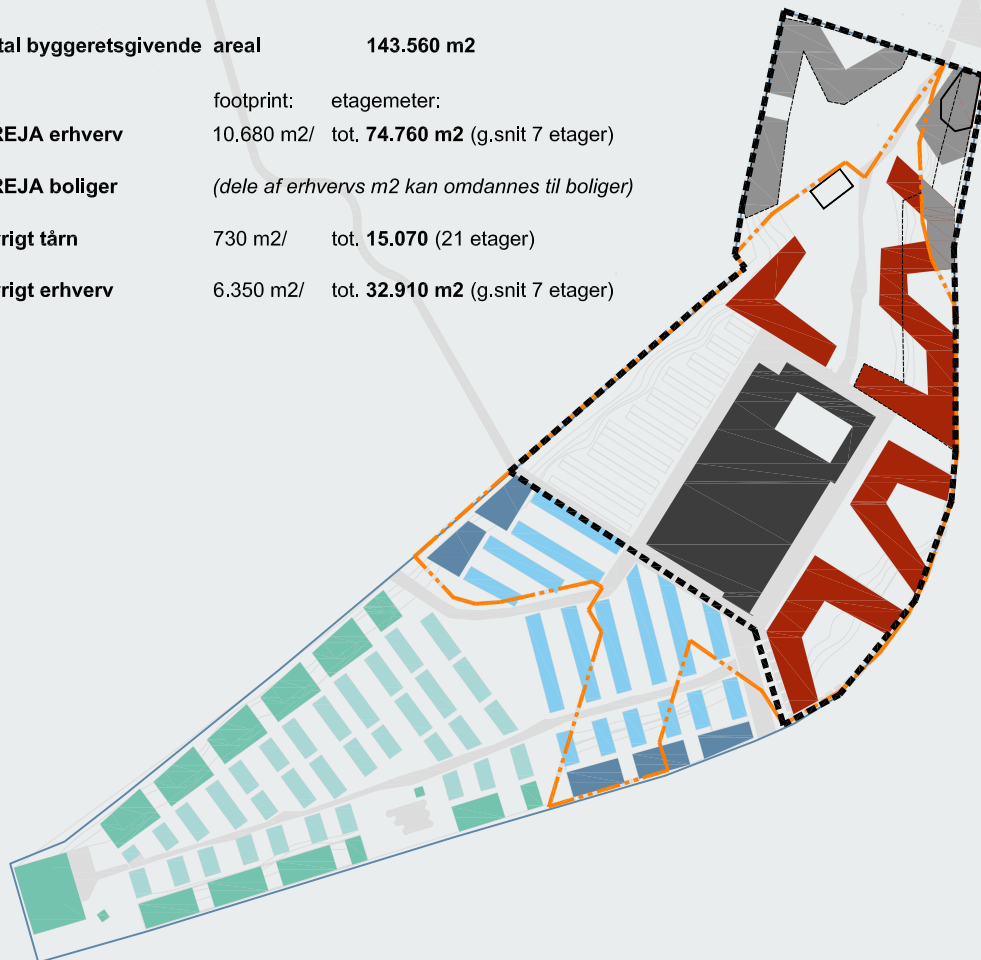 tal byggeretsgivende areal 143.560 m2
footprint: etagemeter:
REJA erhverv 10.680 m2/ tot. 74.760 m2 (g.snit 7 etager)
REJA boliger (dele af erhvervs m2 kan omdannes til boliger)
rigt tårn 730 m2/ tot. 15.070 (21 etager)
rigt erhverv 6.350 m2/ tot. 32.910 m2 (g.snit 7 etager)